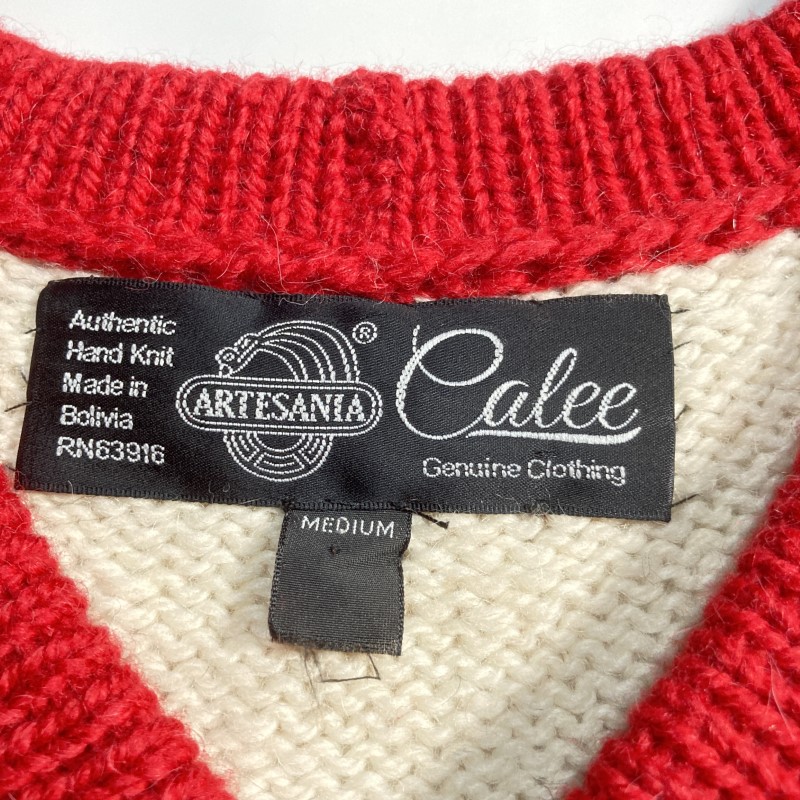 Authentic
Hand Knit
Made in
Bolivia
RN63916
ARTESANIA ®
Calee
Genuine Clothing
MEDIUM